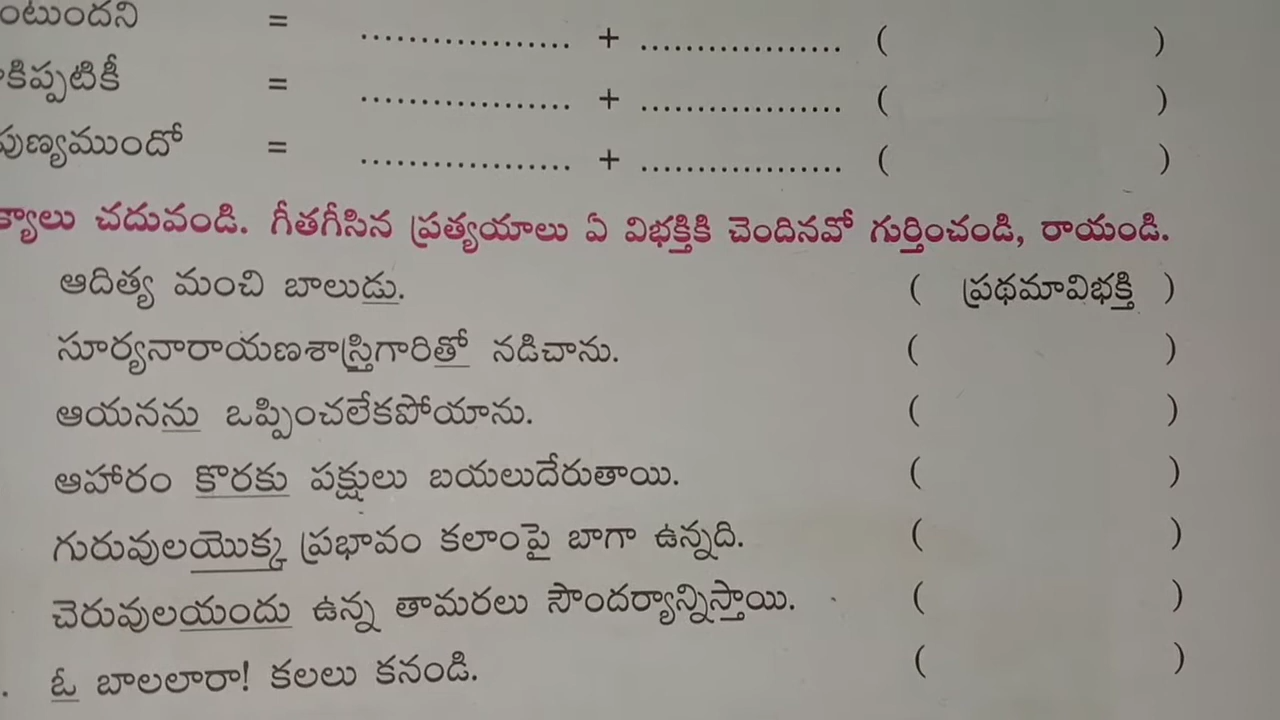 ంటుందని = .................. + .................. ( )
కిప్పటికీ = .................. + .................. ( )
పుణ్యముందో = .................. + .................. ( )
క్యాలు చదువండి. గీతగీసిన ప్రత్యయాలు ఏ విభక్తికి చెందినవో గుర్తించండి, రాయండి.
ఆదిత్య మంచి బాలుడు. ( ప్రథమావిభక్తి )
సూర్యనారాయణశాస్త్రిగారితో నడిచాను. ( )
ఆయనను ఒప్పించలేకపోయాను. ( )
ఆహారం కొరకు పక్షులు బయలుదేరుతాయి. ( )
గురువులయొక్క ప్రభావం కలాంపై బాగా ఉన్నది. ( )
చెరువులయందు ఉన్న తామరలు సౌందర్యాన్నిస్తాయి. ( )
. ఓ బాలలారా! కలలు కనండి. ( )